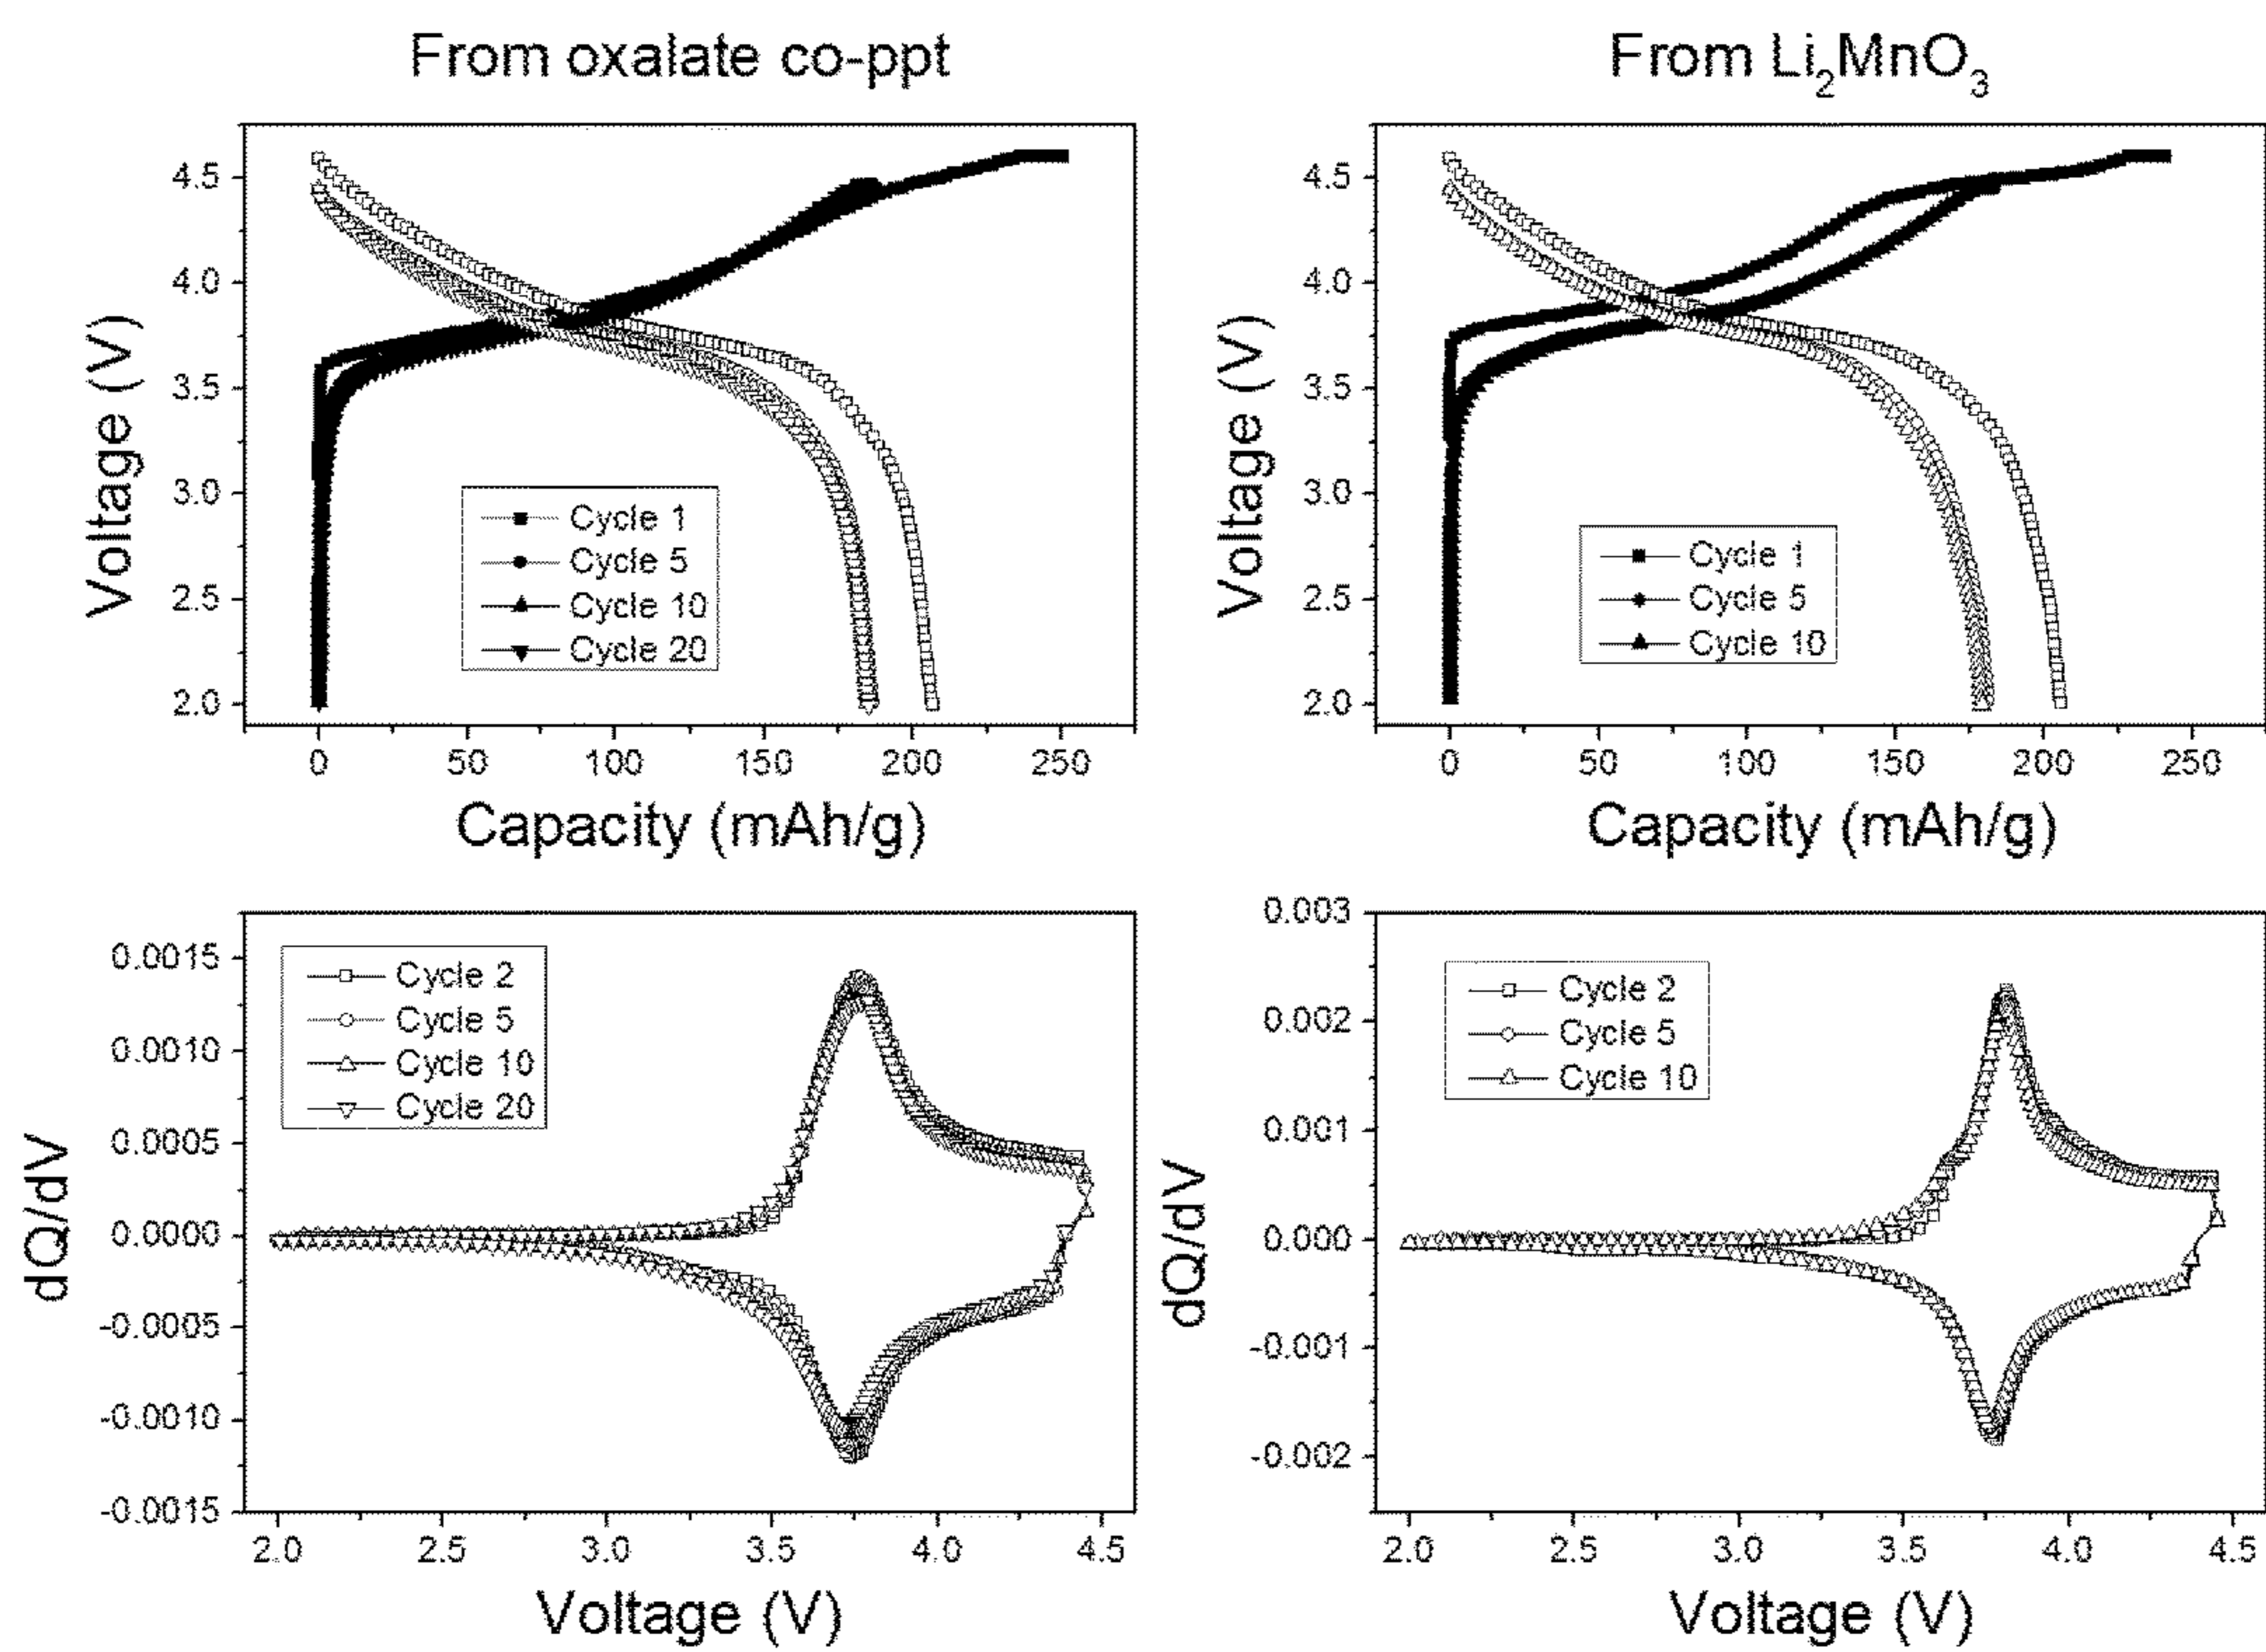 From oxalate co-ppt
4.5
4.0
3.5
3.0
2.5
2.0
Voltage (V)
Cycle 1
Cycle 5
Cycle 10
Cycle 20
0 50 100 150 200 250
Capacity (mAh/g)
From Li₂MnO₃
4.5
4.0
3.5
3.0
2.5
2.0
Voltage (V)
Cycle 1
Cycle 5
Cycle 10
0 50 100 150 200 250
Capacity (mAh/g)
0.0015
0.0010
0.0005
0.0000
-0.0005
-0.0010
-0.0015
dQ/dV
Cycle 2
Cycle 5
Cycle 10
Cycle 20
2.0 2.5 3.0 3.5 4.0 4.5
Voltage (V)
0.003
0.002
0.001
0.000
-0.001
-0.002
dQ/dV
Cycle 2
Cycle 5
Cycle 10
2.0 2.5 3.0 3.5 4.0 4.5
Voltage (V)